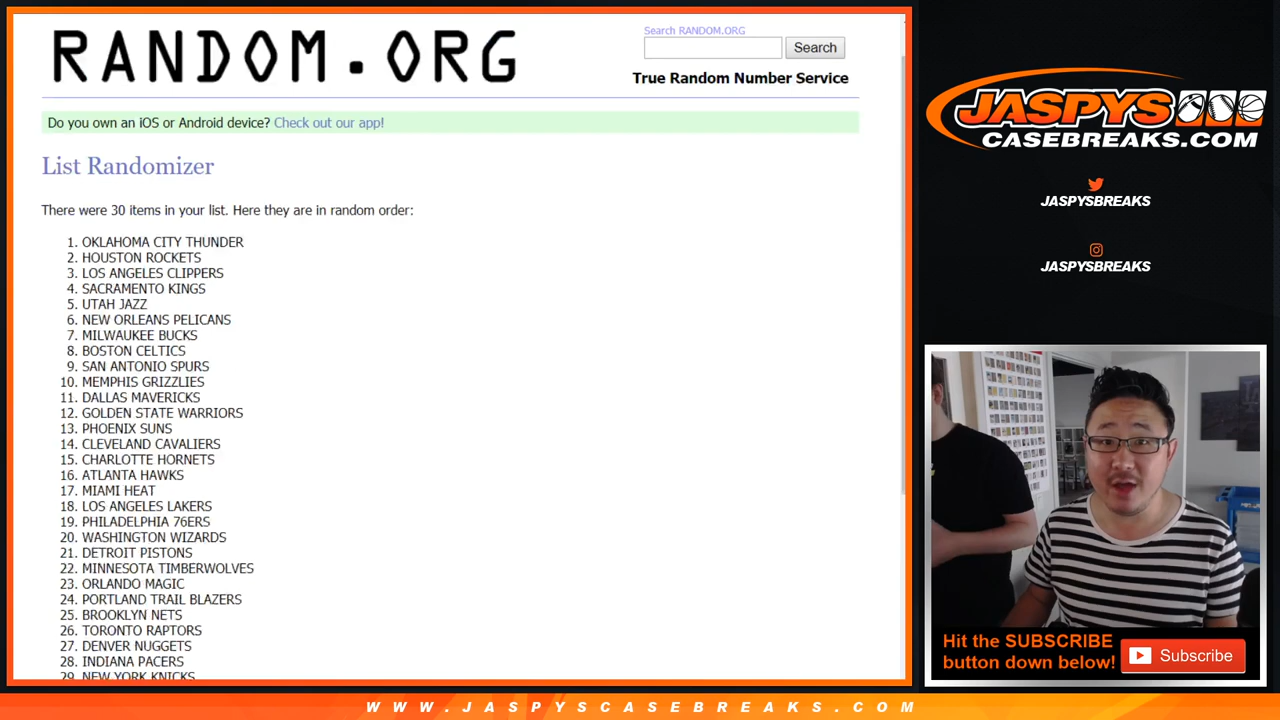 RANDOM.ORG
Search RANDOM.ORG
Search
True Random Number Service
Do you own an iOS or Android device? Check out our app!
List Randomizer
There were 30 items in your list. Here they are in random order:
1. OKLAHOMA CITY THUNDER
2. HOUSTON ROCKETS
3. LOS ANGELES CLIPPERS
4. SACRAMENTO KINGS
5. UTAH JAZZ
6. NEW ORLEANS PELICANS
7. MILWAUKEE BUCKS
8. BOSTON CELTICS
9. SAN ANTONIO SPURS
10. MEMPHIS GRIZZLIES
11. DALLAS MAVERICKS
12. GOLDEN STATE WARRIORS
13. PHOENIX SUNS
14. CLEVELAND CAVALIERS
15. CHARLOTTE HORNETS
16. ATLANTA HAWKS
17. MIAMI HEAT
18. LOS ANGELES LAKERS
19. PHILADELPHIA 76ERS
20. WASHINGTON WIZARDS
21. DETROIT PISTONS
22. MINNESOTA TIMBERWOLVES
23. ORLANDO MAGIC
24. PORTLAND TRAIL BLAZERS
25. BROOKLYN NETS
26. TORONTO RAPTORS
27. DENVER NUGGETS
28. INDIANA PACERS
29. NEW YORK KNICKS
JASPYS
CASEBREAKS.COM
JASPYSBREAKS
JASPYSBREAKS
Hit the SUBSCRIBE
button down below!
Subscribe
WWW.JASPYSCASEBREAKS.COM